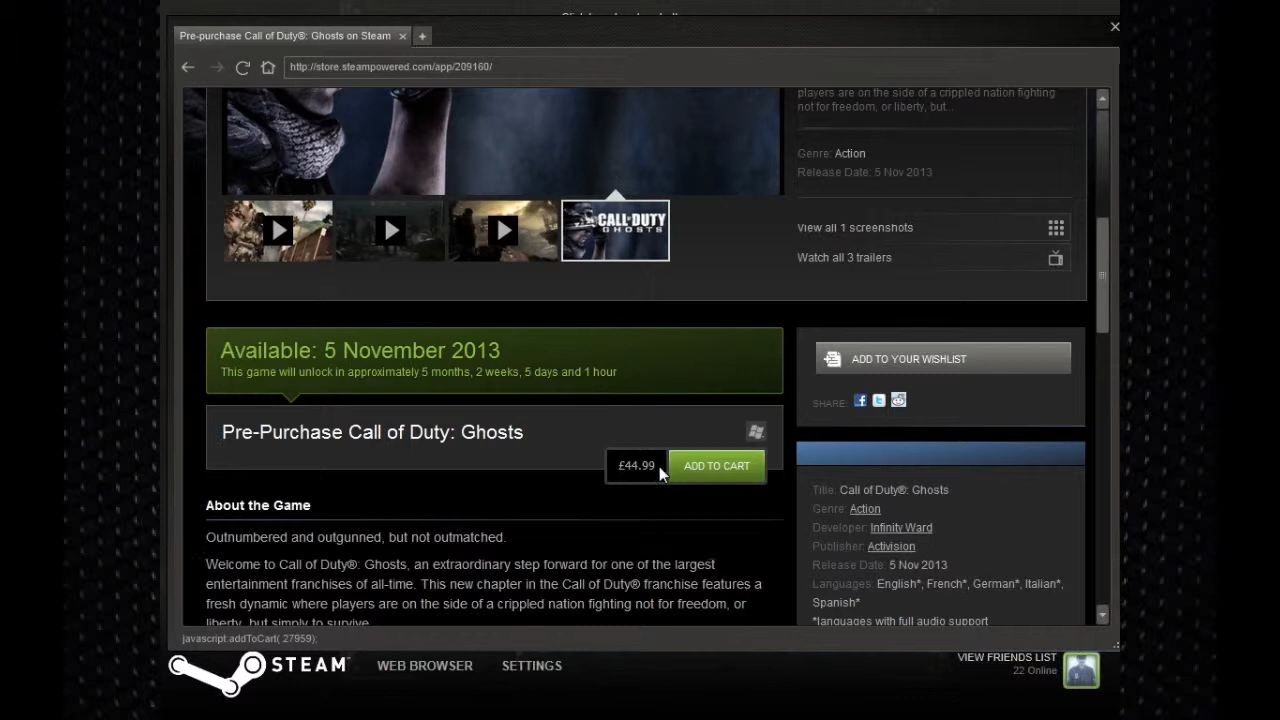 Pre-purchase Call of Duty®: Ghosts on Steam
http://store.steampowered.com/app/209160/
players are on the side of a crippled nation fighting
not for freedom, or liberty, but...
Genre: Action
Release Date: 5 Nov 2013
CALL OF DUTY
GHOSTS
View all 1 screenshots
Watch all 3 trailers
Available: 5 November 2013
This game will unlock in approximately 5 months, 2 weeks, 5 days and 1 hour
ADD TO YOUR WISHLIST
SHARE:
Pre-Purchase Call of Duty: Ghosts
£44.99
ADD TO CART
About the Game
Outnumbered and outgunned, but not outmatched.
Welcome to Call of Duty®: Ghosts, an extraordinary step forward for one of the largest
entertainment franchises of all-time. This new chapter in the Call of Duty® franchise features a
fresh dynamic where players are on the side of a crippled nation fighting not for freedom, or
liberty, but simply to survive.
Title: Call of Duty®: Ghosts
Genre: Action
Developer: Infinity Ward
Publisher: Activision
Release Date: 5 Nov 2013
Languages: English*, French*, German*, Italian*,
Spanish*
*languages with full audio support
javascript:addToCart( 27959);
STEAM
WEB BROWSER
SETTINGS
VIEW FRIENDS LIST
22 Online